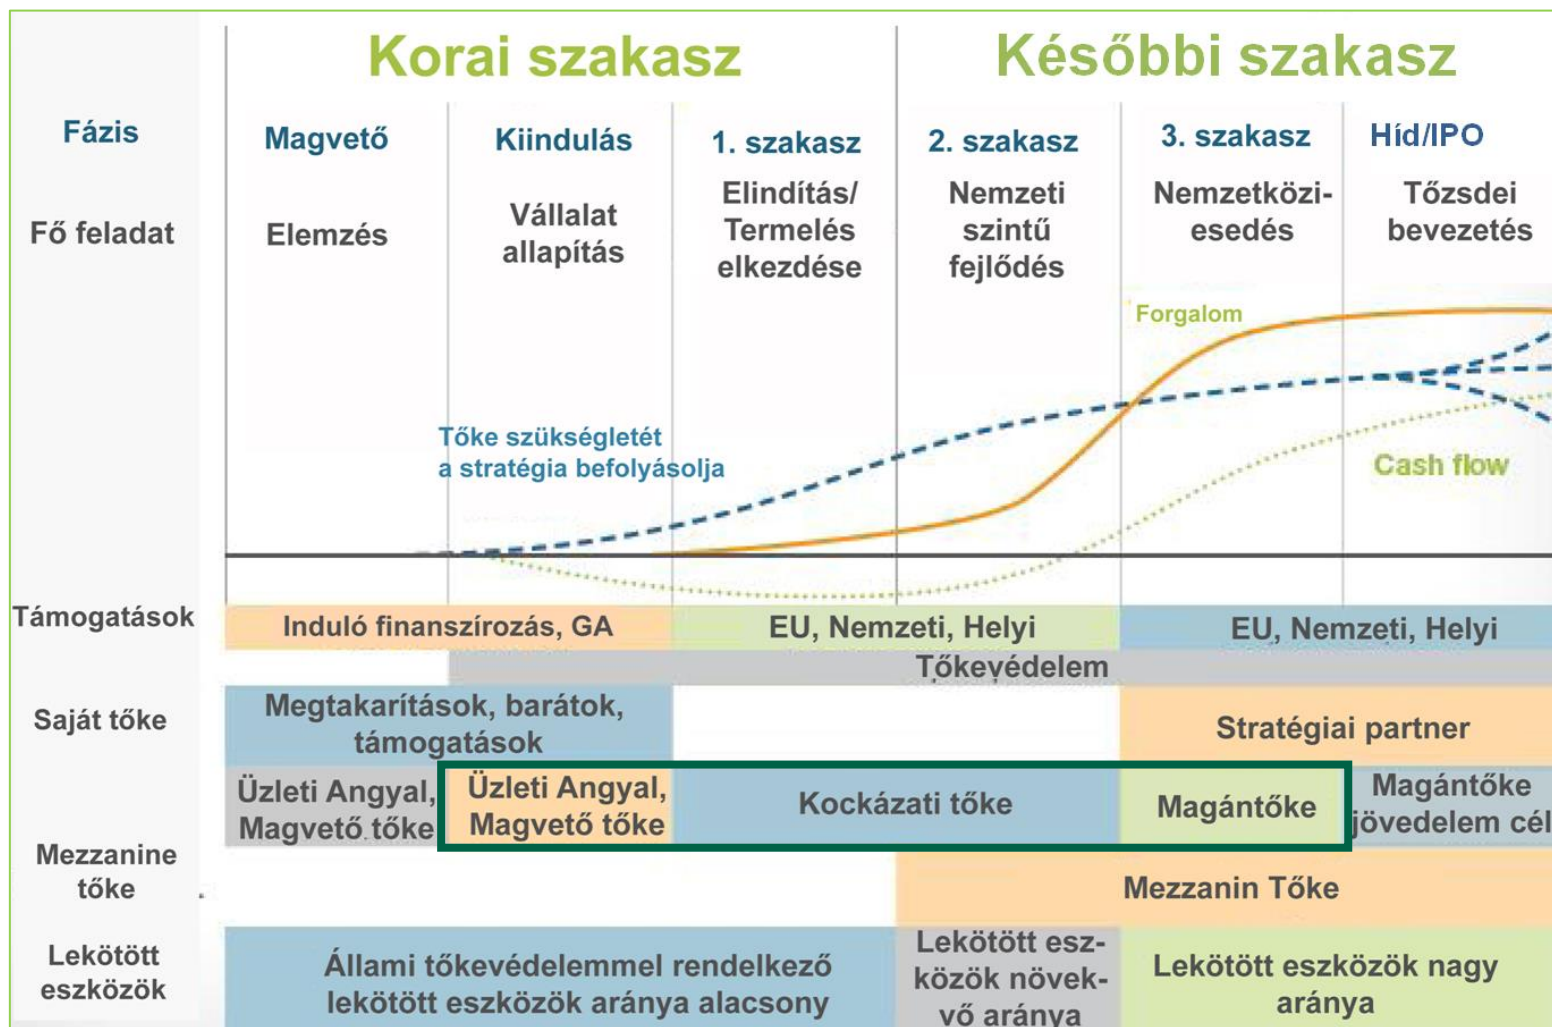 Korai szakasz
Későbbi szakasz
Fázis
Magvető
Kiindulás
1. szakasz
2. szakasz
3. szakasz
Híd/IPO
Fő feladat
Elemzés
Vállalat
allapítás
Elindítás/
Termelés
elkezdése
Nemzeti
szintű
fejlődés
Nemzetközi-
esedés
Tőzsdei
bevezetés
Forgalom
Tőke szükségletét
a stratégia befolyásolja
Cash flow
Támogatások
Induló finanszírozás, GA
EU, Nemzeti, Helyi
EU, Nemzeti, Helyi
Tőkevédelem
Saját tőke
Megtakarítások, barátok,
támogatások
Stratégiai partner
Üzleti Angyal,
Magvető tőke
Üzleti Angyal,
Magvető tőke
Kockázati tőke
Magántőke
Magántőke
jövedelem cél
Mezzanine
tőke
Mezzanin Tőke
Lekötött
eszközök
Állami tőkevédelemmel rendelkező
lekötött eszközök aránya alacsony
Lekötött esz-
közök növek-
vő aránya
Lekötött eszközök nagy
aránya